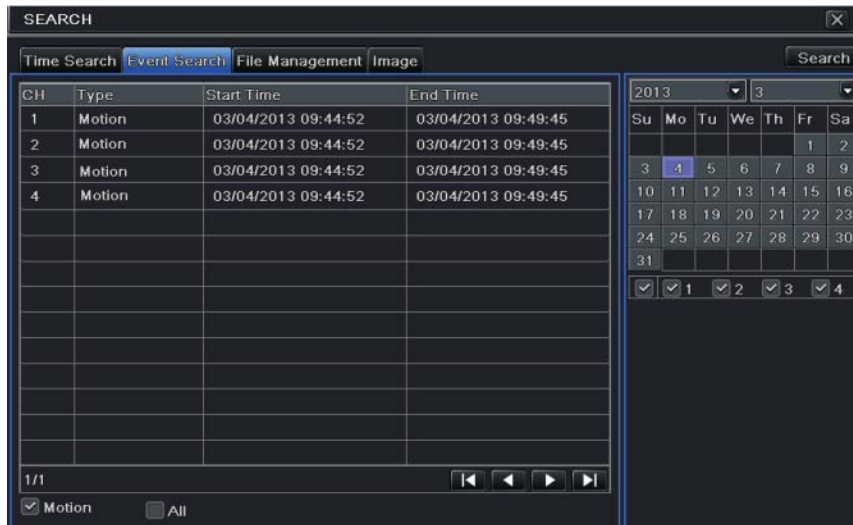 SEARCH
Time Search Event Search File Management Image
Search
CH Type Start Time End Time
1 Motion 03/04/2013 09:44:52 03/04/2013 09:49:45
2 Motion 03/04/2013 09:44:52 03/04/2013 09:49:45
3 Motion 03/04/2013 09:44:52 03/04/2013 09:49:45
4 Motion 03/04/2013 09:44:52 03/04/2013 09:49:45
1/1
Motion All
2013 3
Su Mo Tu We Th Fr Sa
1 2
3 4 5 6 7 8 9
10 11 12 13 14 15 16
17 18 19 20 21 22 23
24 25 26 27 28 29 30
31
1 2 3 4